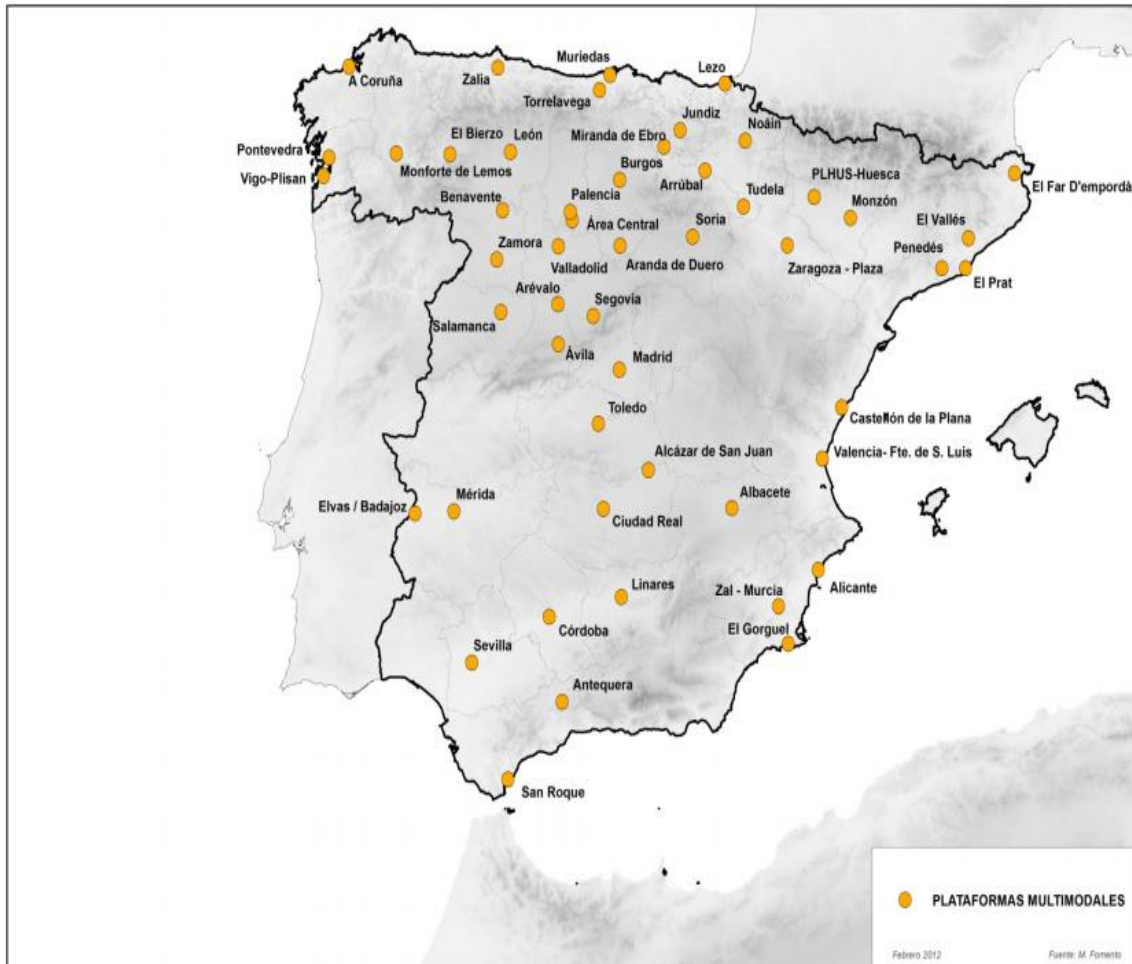 Muriedas
Lezo
A Coruña
Zalia
Torrelavega
Jundiz
Noáin
El Bierzo
León
Miranda de Ebro
Pontevedra
Monforte de Lemos
Burgos
Arrúbal
PLHUS-Huesca
Vigo-Plisan
El Far D'empordà
Benavente
Palencia
Tudela
Monzón
Área Central
Soria
El Vallés
Zamora
Penedés
Valladolid
Aranda de Duero
Zaragoza - Plaza
El Prat
Arévalo
Segovia
Salamanca
Ávila
Madrid
Toledo
Castellón de la Plana
Valencia- Fte. de S. Luis
Alcázar de San Juan
Mérida
Albacete
Elvas / Badajoz
Ciudad Real
Linares
Zal - Murcia
Alicante
Córdoba
El Gorguel
Sevilla
Antequera
San Roque
PLATAFORMAS MULTIMODALES
Febrero 2012
Fuente: M. Fomento